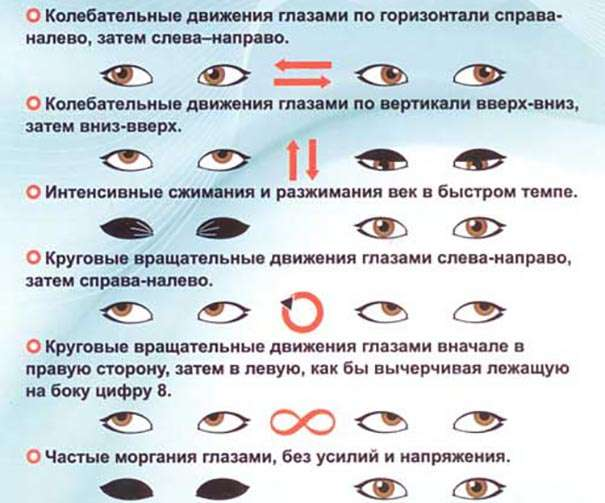 Колебательные движения глазами по горизонтали справа-
налево, затем слева–направо.
Колебательные движения глазами по вертикали вверх-вниз,
затем вниз-вверх.
Интенсивные сжимания и разжимания век в быстром темпе.
Круговые вращательные движения глазами слева-направо,
затем справа-налево.
Круговые вращательные движения глазами вначале в
правую сторону, затем в левую, как бы вычерчивая лежащую
на боку цифру 8.
Частые моргания глазами, без усилий и напряжения.